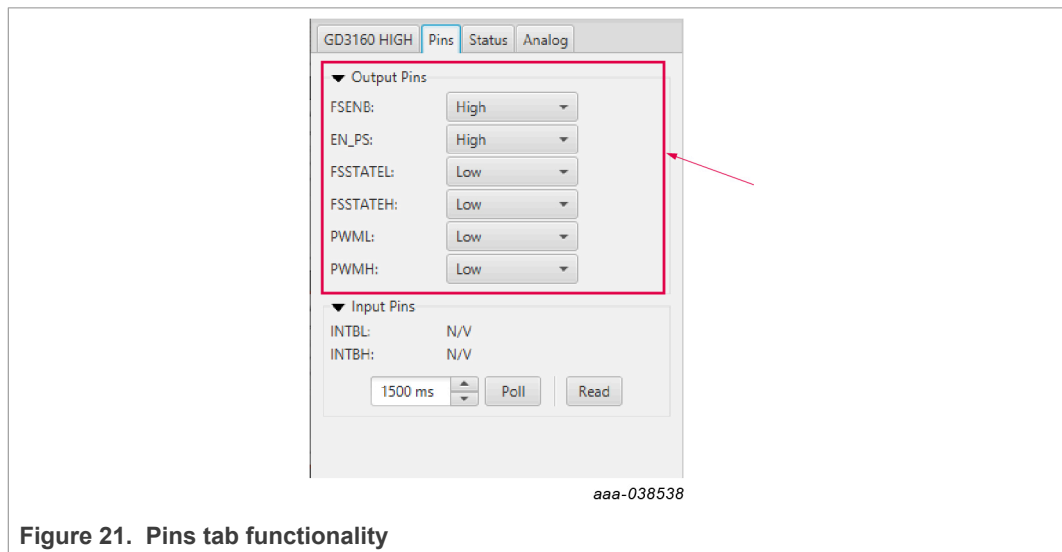 GD3160 HIGH Pins Status Analog
Output Pins
FSENB: High
EN_PS: High
FSSTATEL: Low
FSSTATEH: Low
PWML: Low
PWMH: Low
Input Pins
INTBL: N/V
INTBH: N/V
1500 ms Poll Read
aaa-038538
Figure 21. Pins tab functionality